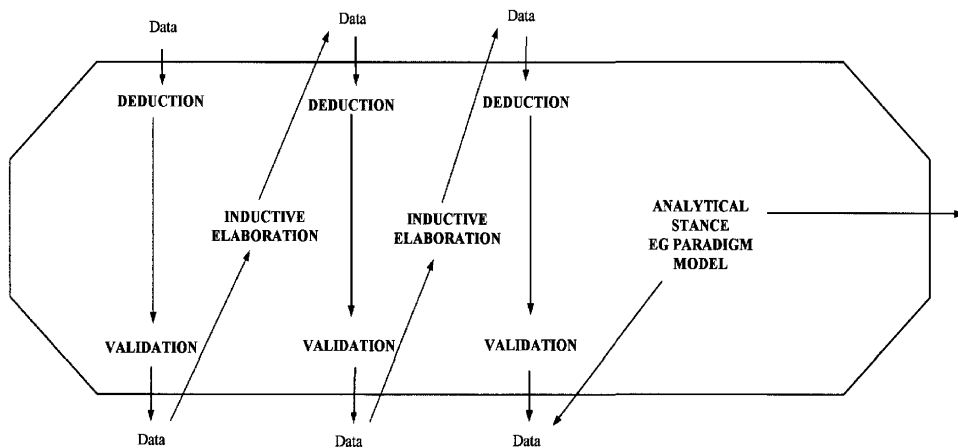 Data
Data
Data
DEDUCTION
DEDUCTION
DEDUCTION
INDUCTIVE
ELABORATION
INDUCTIVE
ELABORATION
ANALYTICAL
STANCE
EG PARADIGM
MODEL
VALIDATION
VALIDATION
VALIDATION
Data
Data
Data